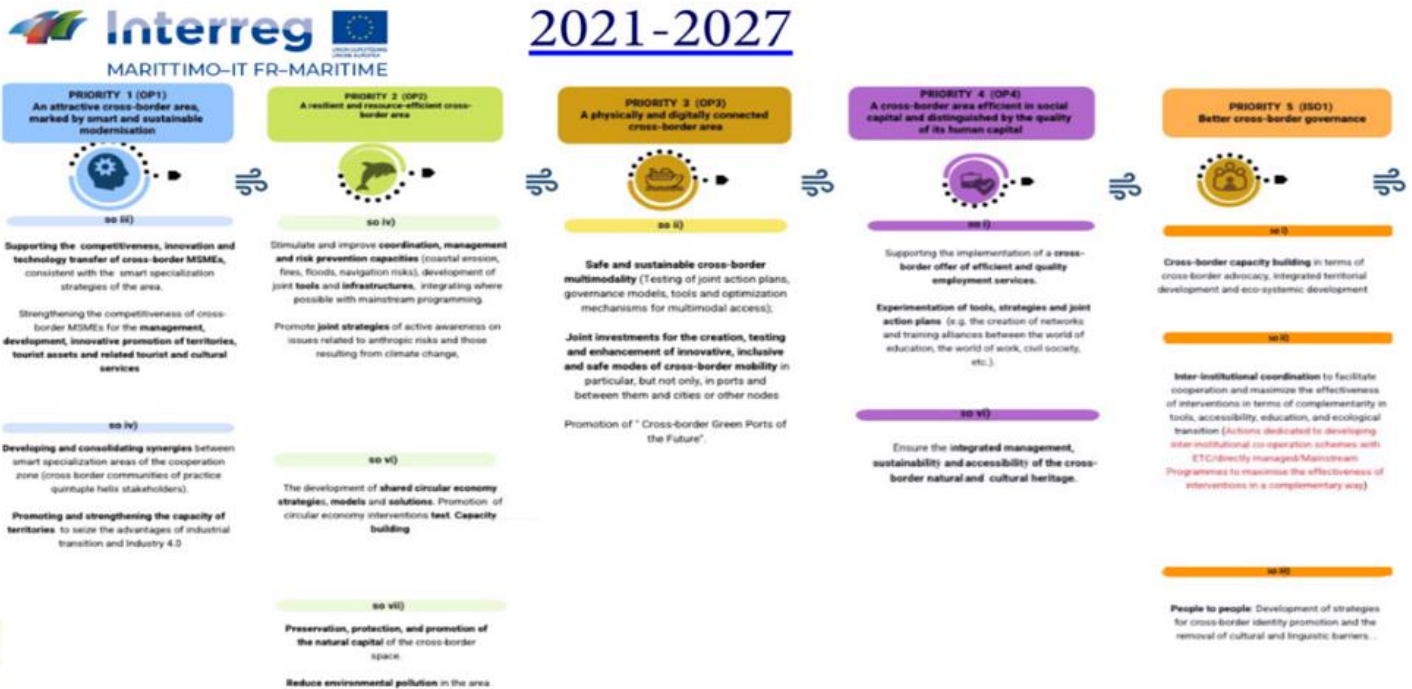 Interreg
UNION EUROPÉENNE
UNIONE EUROPEA
MARITTIMO-IT FR-MARITIME
2021-2027
PRIORITY 1 (OP1)
An attractive cross-border area,
marked by smart and sustainable
modernisation
so iii)
Supporting the competitiveness, innovation and
technology transfer of cross-border MSMEs,
consistent with the smart specialization
strategies of the area.
Strengthening the competitiveness of cross-
border MSMEs for the management,
development, innovative promotion of territories,
tourist assets and related tourist and cultural
services
so iv)
Developing and consolidating synergies between
smart specialization areas of the cooperation
zone (cross border communities of practice
quintuple helix stakeholders).
Promoting and strengthening the capacity of
territories to seize the advantages of industrial
transition and Industry 4.0
PRIORITY 2 (OP2)
A resilient and resource-efficient cross-
border area
so iv)
Stimulate and improve coordination, management
and risk prevention capacities (coastal erosion,
fires, floods, navigation risks), development of
joint tools and infrastructures, integrating where
possible with mainstream programming.
Promote joint strategies of active awareness on
issues related to anthropic risks and those
resulting from climate change,
so vi)
The development of shared circular economy
strategies, models and solutions. Promotion of
circular economy interventions test. Capacity
building
so vii)
Preservation, protection, and promotion of
the natural capital of the cross-border
space.
Reduce environmental pollution in the area
PRIORITY 3 (OP3)
A physically and digitally connected
cross-border area
so ii)
Safe and sustainable cross-border
multimodality (Testing of joint action plans,
governance models, tools and optimization
mechanisms for multimodal access);
Joint investments for the creation, testing
and enhancement of innovative, inclusive
and safe modes of cross-border mobility in
particular, but not only, in ports and
between them and cities or other nodes
Promotion of " Cross-border Green Ports of
the Future".
PRIORITY 4 (OP4)
A cross-border area efficient in social
capital and distinguished by the quality
of its human capital
so i)
Supporting the implementation of a cross-
border offer of efficient and quality
employment services.
Experimentation of tools, strategies and joint
action plans (e.g. the creation of networks
and training alliances between the world of
education, the world of work, civil society,
etc.).
so vi)
Ensure the integrated management,
sustainability and accessibility of the cross-
border natural and cultural heritage.
PRIORITY 5 (ISO1)
Better cross-border governance
so i)
Cross-border capacity building in terms of
cross-border advocacy, integrated territorial
development and eco-systemic development
so ii)
Inter-institutional coordination to facilitate
cooperation and maximize the effectiveness
of interventions in terms of complementarity in
tools, accessibility, education, and ecological
transition (Actions dedicated to developing
inter-institutional co-operation schemes with
ETC/directly managed/Mainstream
Programmes to maximise the effectiveness of
interventions in a complementary way)
so iii)
People to people: Development of strategies
for cross-border identity promotion and the
removal of cultural and linguistic barriers...